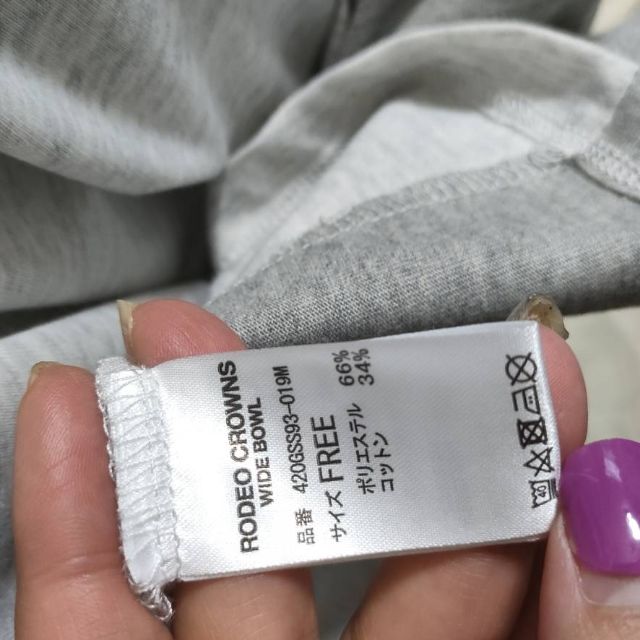 RODEO CROWNS
WIDE BOWL
品番 420GSS93-019M
サイズ FREE
ポリエステル 66%
コットン 34%